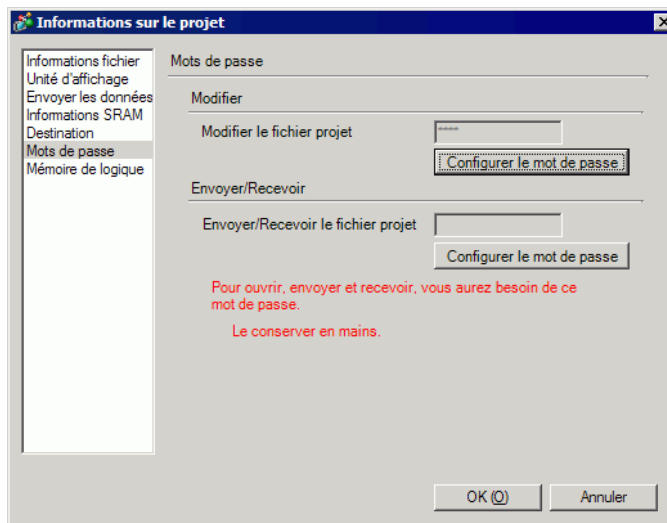 Informations sur le projet
Informations fichier
Unité d'affichage
Envoyer les données
Informations SRAM
Destination
Mots de passe
Mémoire de logique
Mots de passe
Modifier
Modifier le fichier projet
****
Configurer le mot de passe
Envoyer/Recevoir
Envoyer/Recevoir le fichier projet
Configurer le mot de passe
Pour ouvrir, envoyer et recevoir, vous aurez besoin de ce
mot de passe.
Le conserver en mains.
OK (O)
Annuler